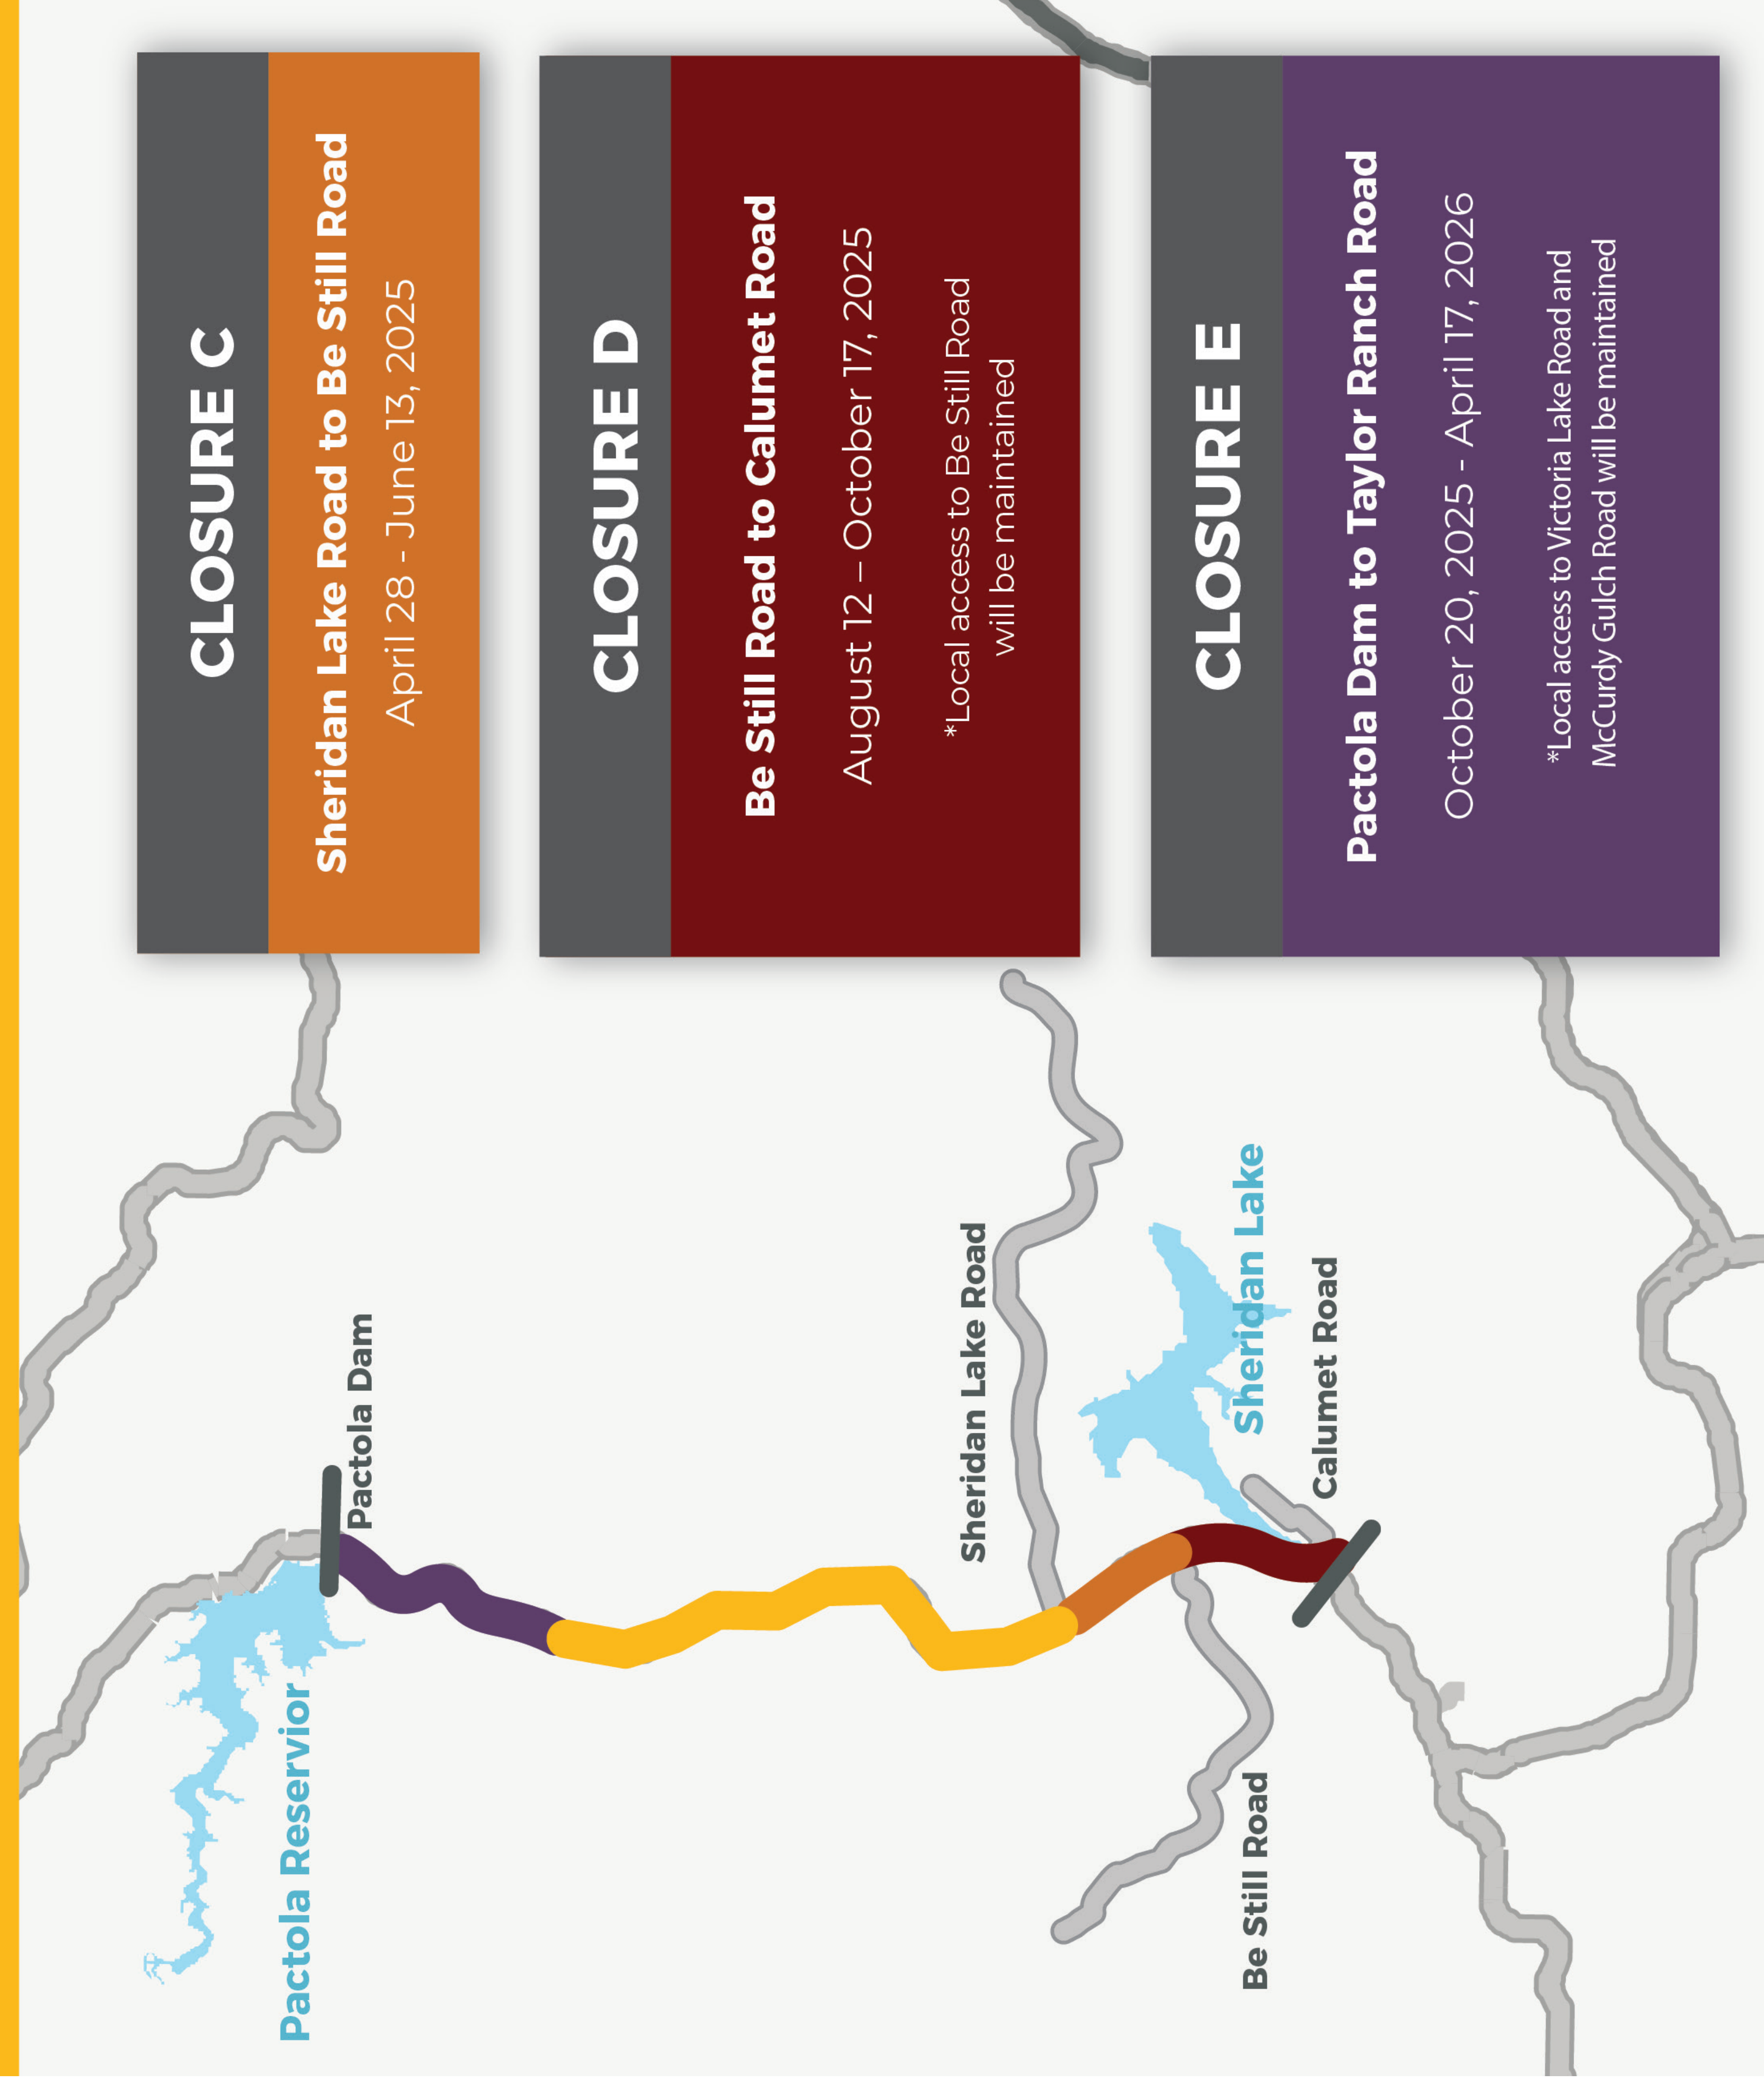 CLOSURE C
Sheridan Lake Road to Be Still Road
April 28 - June 13, 2025
CLOSURE D
Be Still Road to Calumet Road
August 12 – October 17, 2025
*Local access to Be Still Road
will be maintained
CLOSURE E
Pactola Dam to Taylor Ranch Road
October 20, 2025 - April 17, 2026
*Local access to Victoria Lake Road and
McCurdy Gulch Road will be maintained
Pactola Reservior
Pactola Dam
Sheridan Lake Road
Sheridan Lake
Calumet Road
Be Still Road